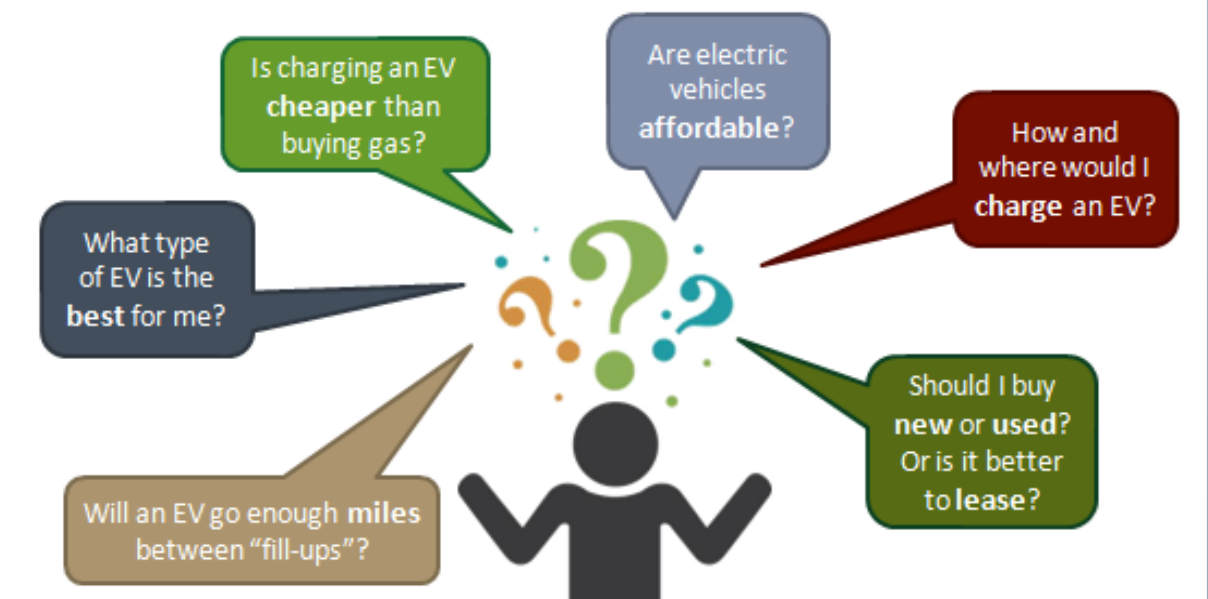 Is charging an EV
cheaper than
buying gas?
Are electric
vehicles
affordable?
How and
where would I
charge an EV?
What type
of EV is the
best for me?
Should I buy
new or used?
Or is it better
to lease?
Will an EV go enough miles
between “fill-ups”?